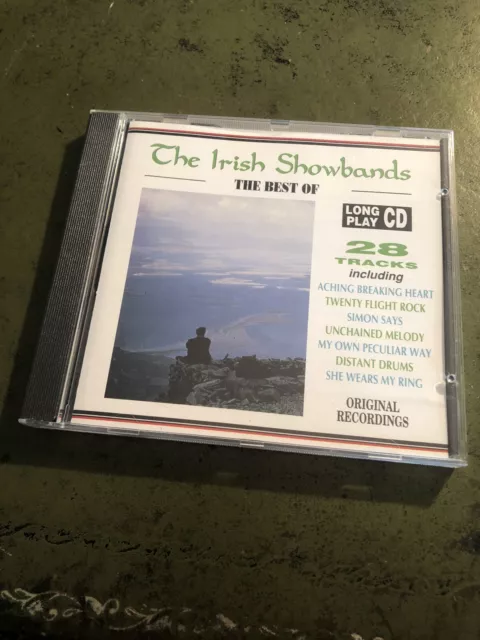 The Irish Showbands
THE BEST OF
LONG PLAY CD
28
TRACKS
including
ACHING BREAKING HEART
TWENTY FLIGHT ROCK
SIMON SAYS
UNCHAINED MELODY
MY OWN PECULIAR WAY
DISTANT DRUMS
SHE WEARS MY RING
ORIGINAL
RECORDINGS